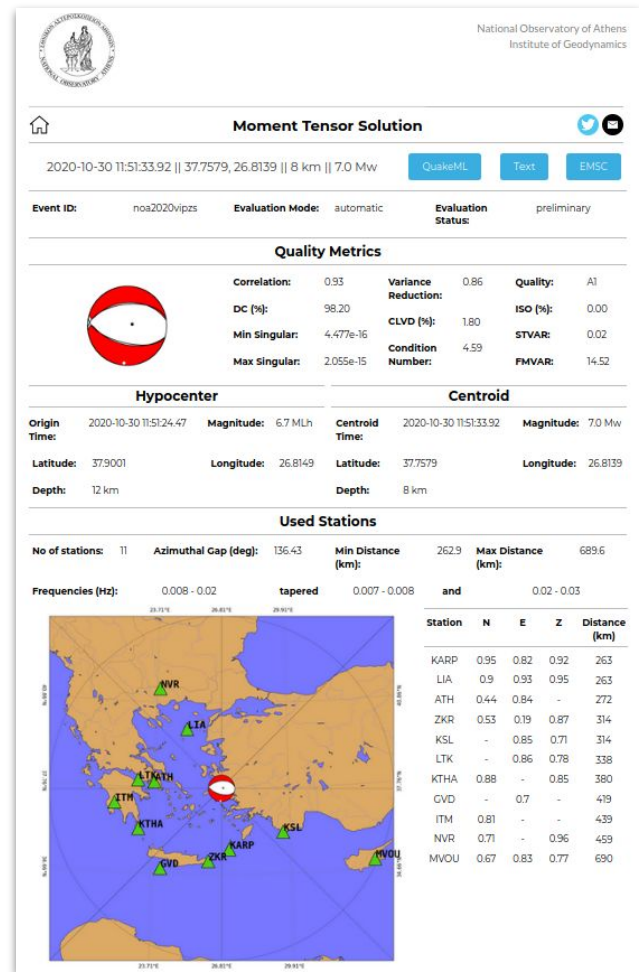 National Observatory of Athens
Institute of Geodynamics
Moment Tensor Solution
2020-10-30 11:51:33.92 || 37.7579, 26.8139 || 8 km || 7.0 Mw
QuakeML
Text
EMSC
Event ID: noa2020vipzs Evaluation Mode: automatic Evaluation Status: preliminary
Quality Metrics
Correlation: 0.93 Variance Reduction: 0.86 Quality: A1
DC (%): 98.20 CLVD (%): 1.80 ISO (%): 0.00
Min Singular: 4.477e-16 Condition Number: 4.59 STVAR: 0.02
Max Singular: 2.055e-15 FMVAR: 14.52
Hypocenter
Origin Time: 2020-10-30 11:51:24.47 Magnitude: 6.7 MLh
Latitude: 37.9001 Longitude: 26.8149
Depth: 12 km
Centroid
Centroid Time: 2020-10-30 11:51:33.92 Magnitude: 7.0 Mw
Latitude: 37.7579 Longitude: 26.8139
Depth: 8 km
Used Stations
No of stations: 11 Azimuthal Gap (deg): 136.43 Min Distance (km): 262.9 Max Distance (km): 689.6
Frequencies (Hz): 0.008 - 0.02 tapered 0.007 - 0.008 and 0.02 - 0.03
23.71°E 26.81°E 29.91°E
NVR
LIA
LTK
ATH
ITM
KTHA
KSL
KARP
ZKR
GVD
MVOU
23.71°E 26.81°E 29.91°E
Station N E Z Distance (km)
KARP 0.95 0.82 0.92 263
LIA 0.9 0.93 0.95 263
ATH 0.44 0.84 - 272
ZKR 0.53 0.19 0.87 314
KSL - 0.85 0.71 314
LTK - 0.86 0.78 338
KTHA 0.88 - 0.85 380
GVD - 0.7 - 419
ITM 0.81 - - 439
NVR 0.71 - 0.96 459
MVOU 0.67 0.83 0.77 690